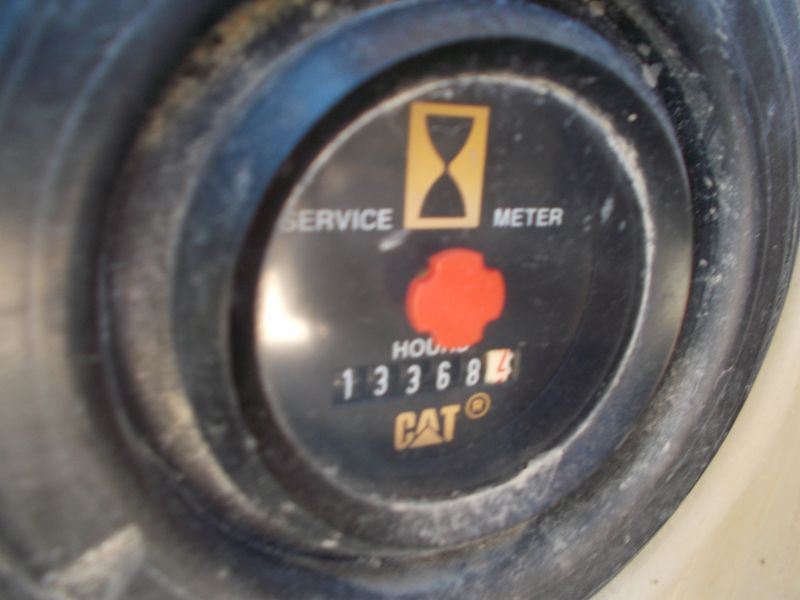 SERVICE METER
HOURS
133684
CAT®